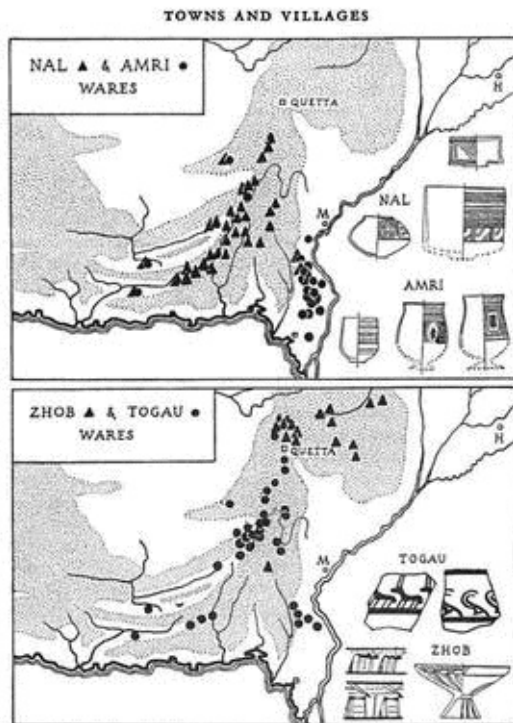 TOWNS AND VILLAGES
NAL ▲ & AMRI ●
WARES
QUETTA
H
NAL
M
AMRI
ZHOB ▲ & TOGAU ●
WARES
QUETTA
H
M
TOGAU
ZHOB